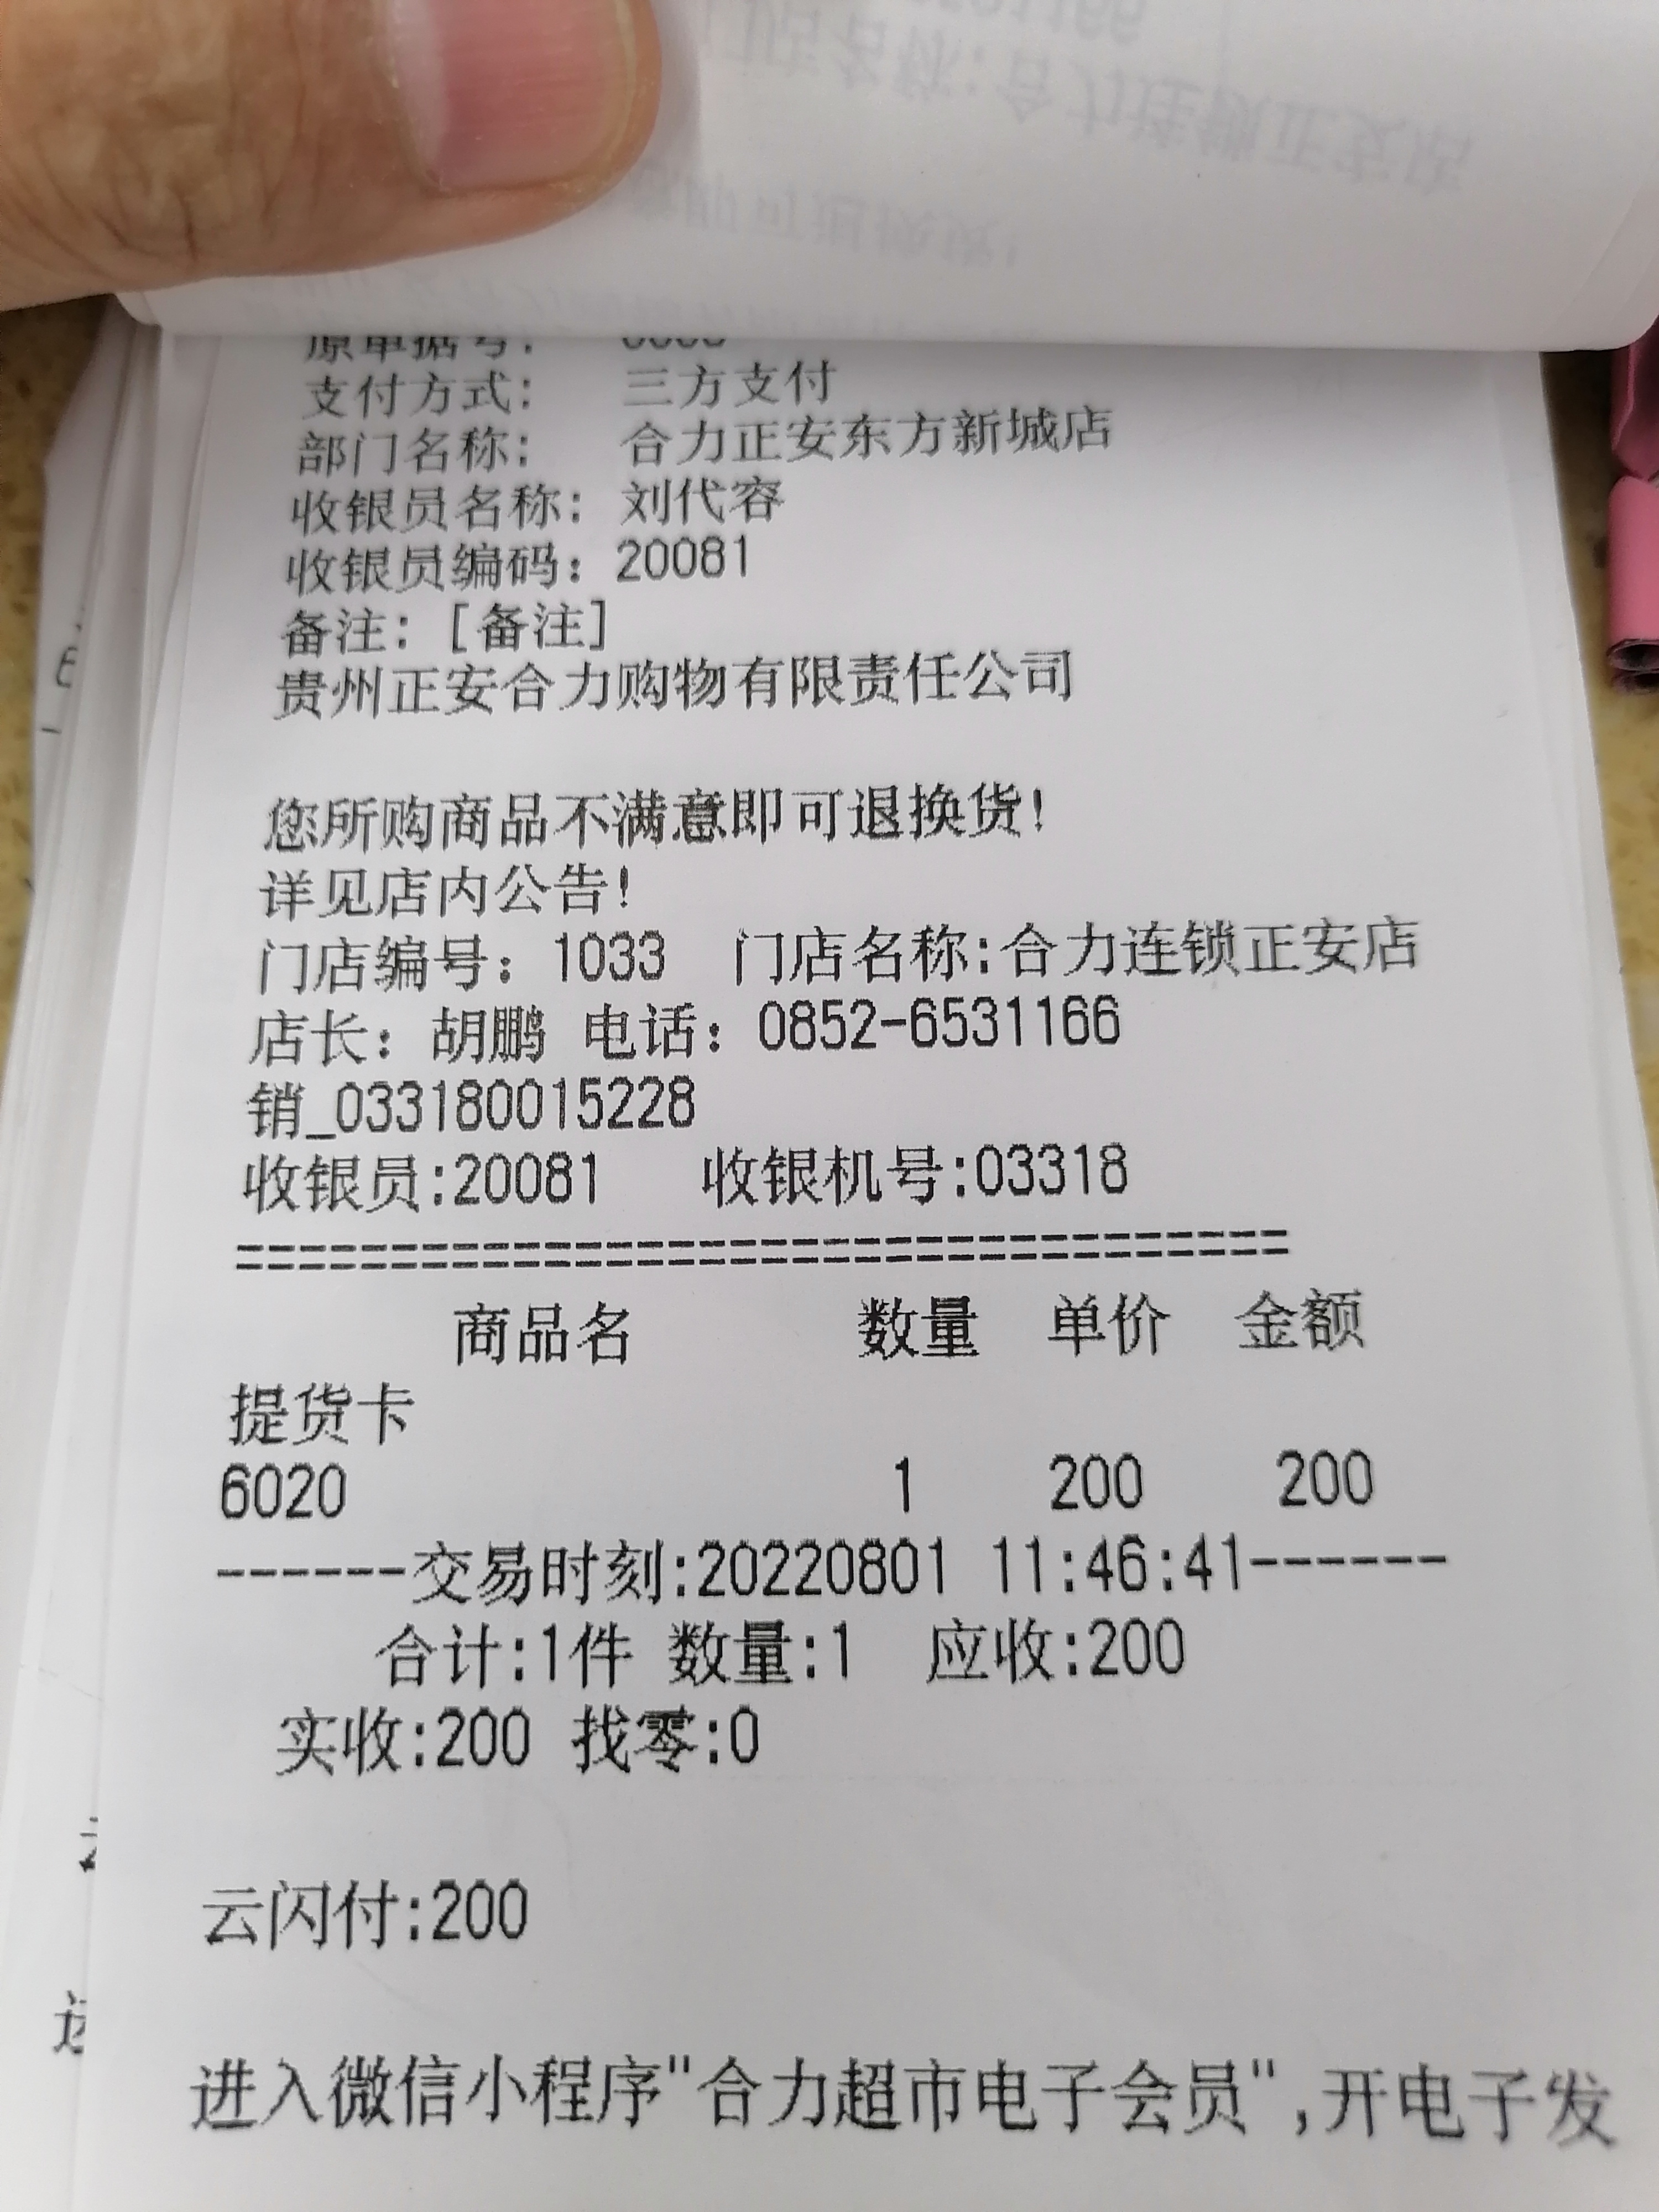 原单据号:
支付方式: 三方支付
部门名称: 合力正安东方新城店
收银员名称: 刘代容
收银员编码: 20081
备注: [备注]
贵州正安合力购物有限责任公司
您所购商品不满意即可退换货!
详见店内公告!
门店编号: 1033 门店名称:合力连锁正安店
店长: 胡鹏 电话: 0852-6531166
销_033180015228
收银员:20081 收银机号:03318
==================================
商品名 数量 单价 金额
提货卡
6020 1 200 200
------交易时刻:20220801 11:46:41------
合计:1件 数量:1 应收:200
实收:200 找零:0
云闪付:200
进入微信小程序"合力超市电子会员",开电子发